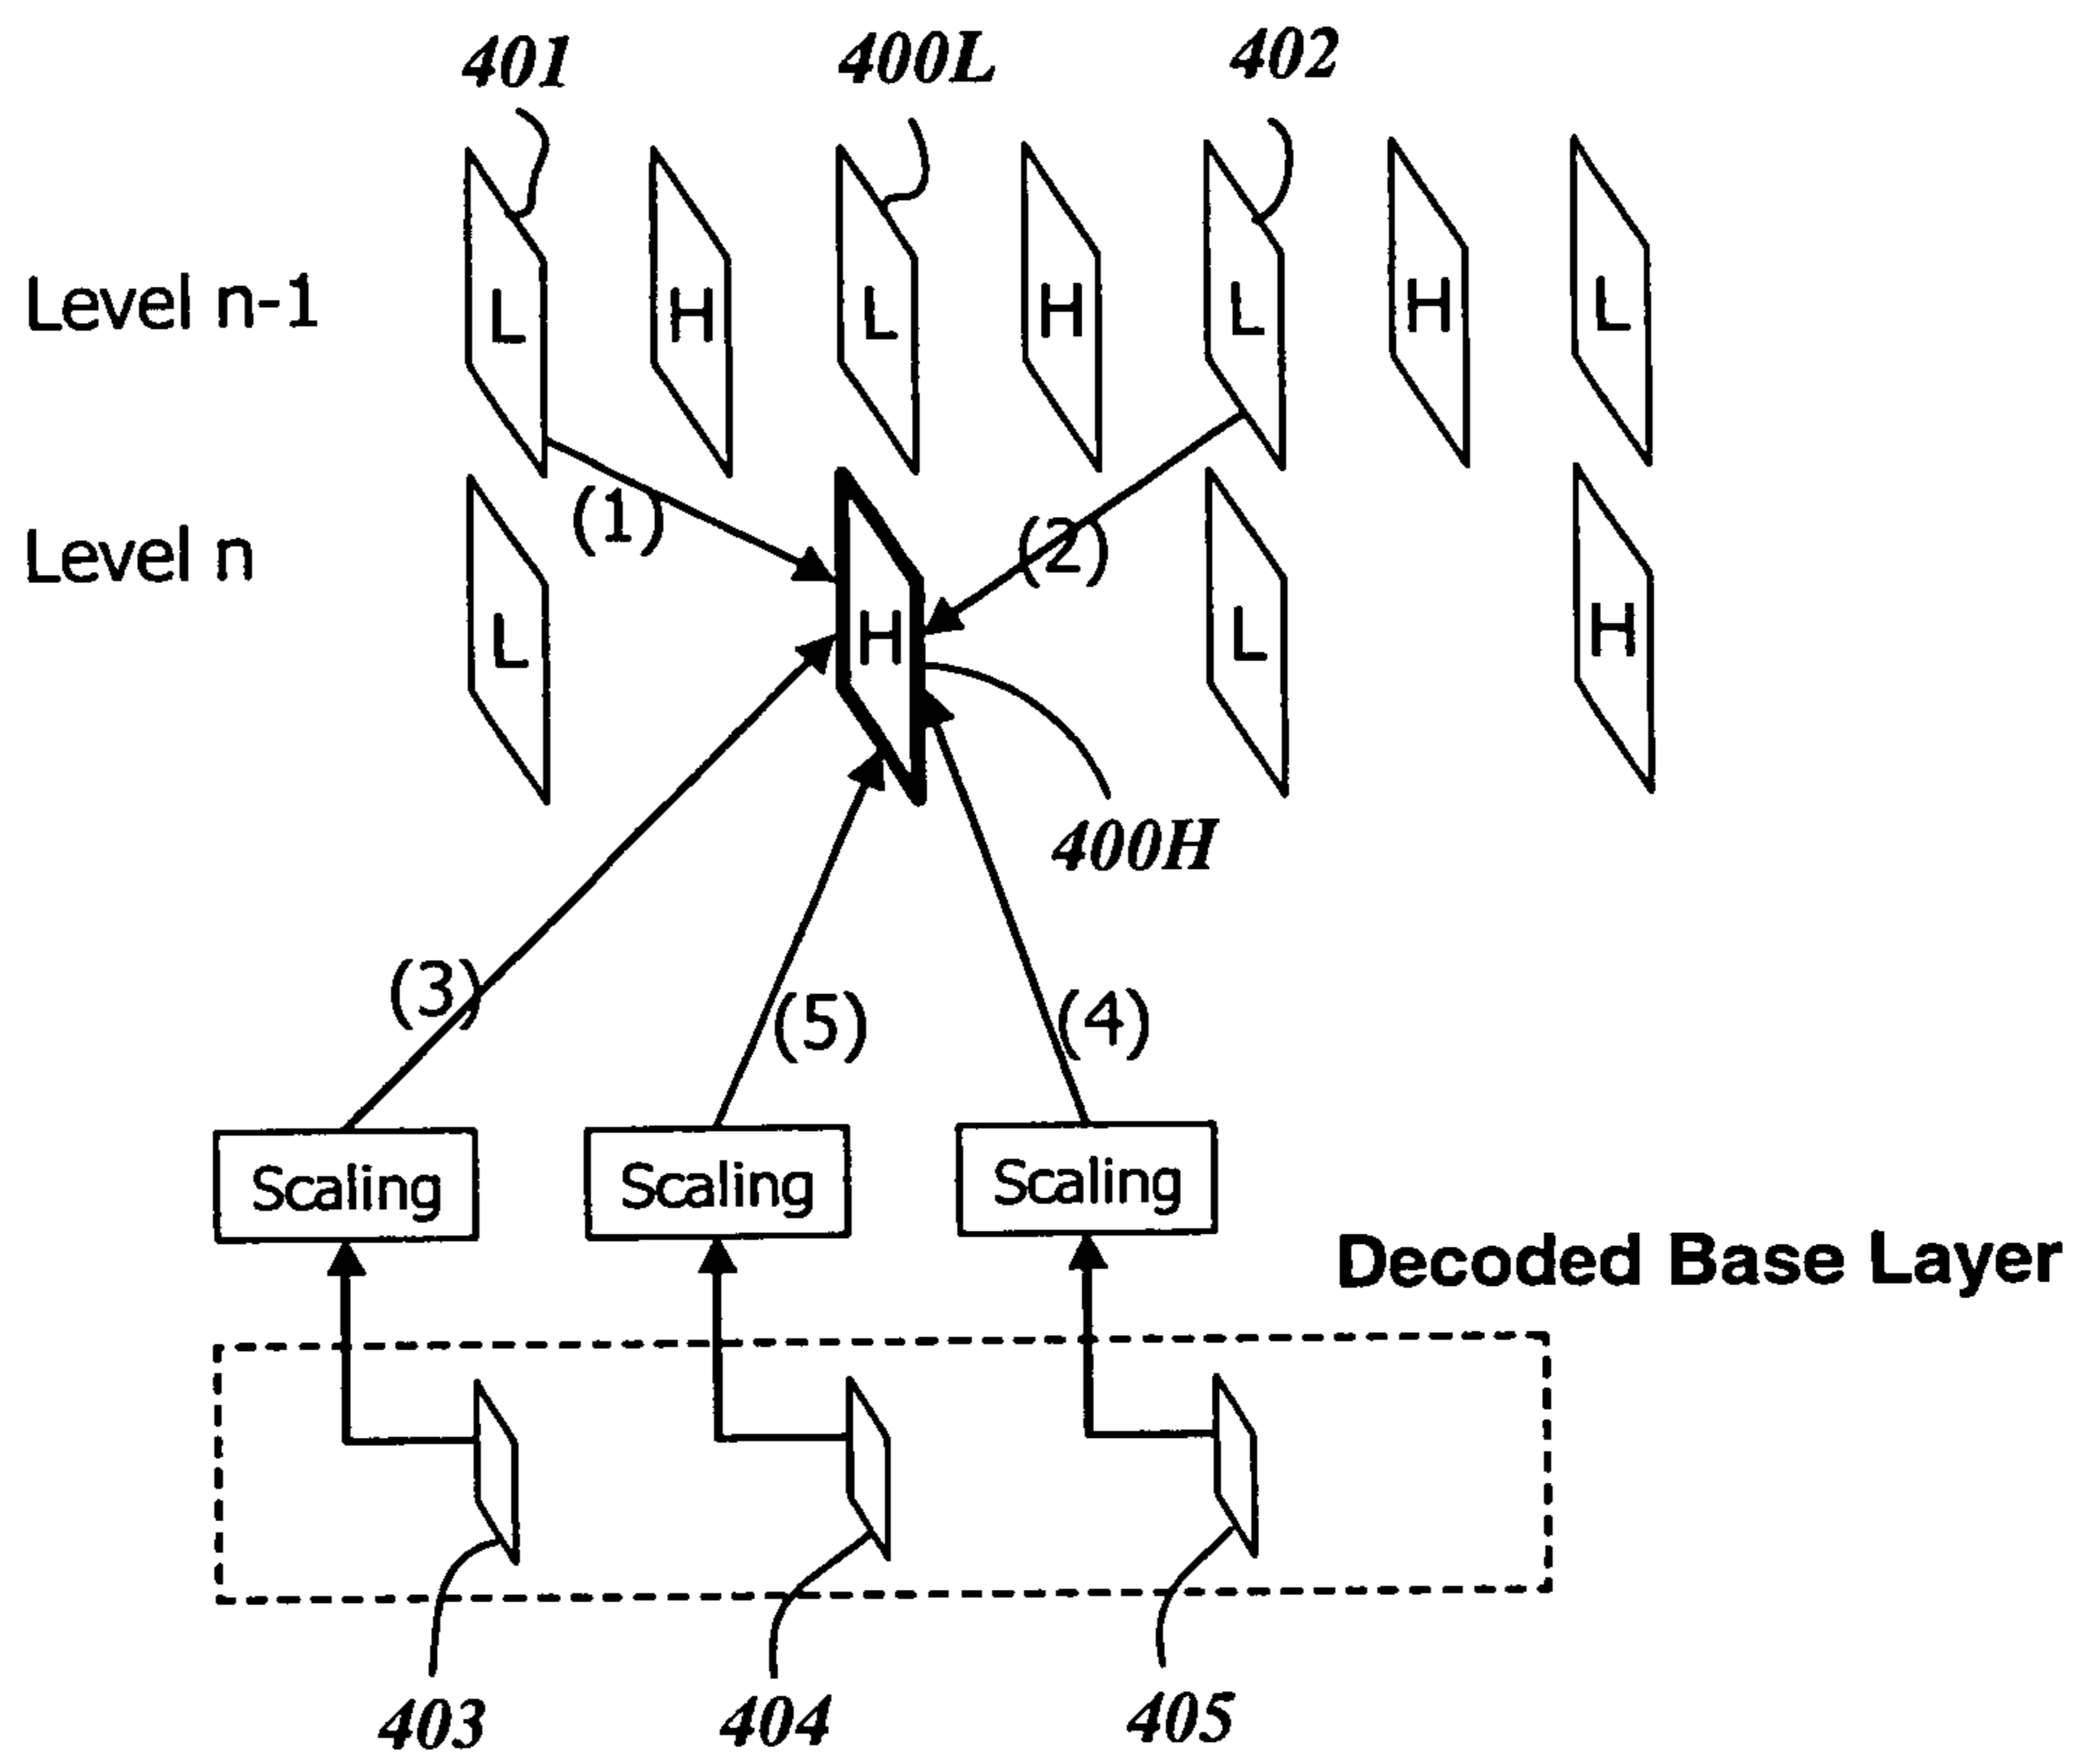 401 400L 402
Level n-1 L H L H L H L
(1) (2)
Level n L H L H
400H
(3) (5) (4)
Scaling Scaling Scaling
Decoded Base Layer
403 404 405